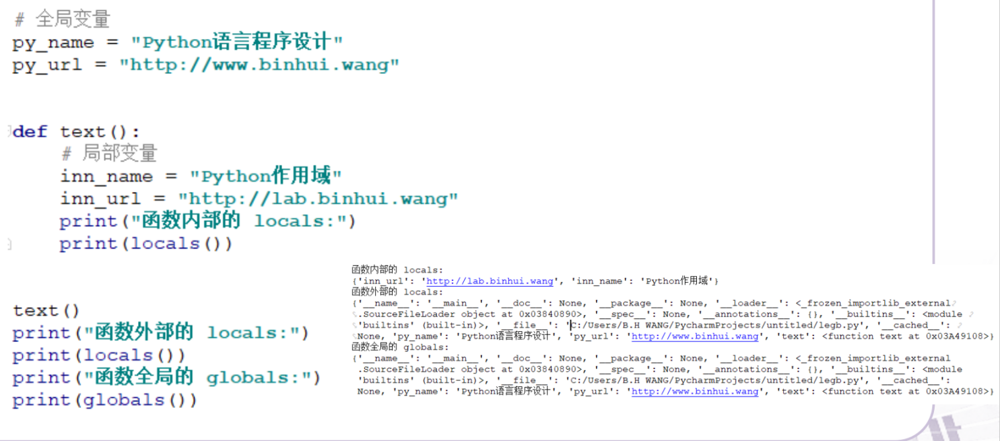 # 全局变量
py_name = "Python语言程序设计"
py_url = "http://www.binhui.wang"
def text():
# 局部变量
inn_name = "Python作用域"
inn_url = "http://lab.binhui.wang"
print("函数内部的 locals:")
print(locals())
text()
print("函数外部的 locals:")
print(locals())
print("函数全局的 globals:")
print(globals())
函数内部的 locals:
{'inn_url': 'http://lab.binhui.wang', 'inn_name': 'Python作用域'}
函数外部的 locals:
{'__name__': '__main__', '__doc__': None, '__package__': None, '__loader__': <_frozen_importlib_external
.SourceFileLoader object at 0x03840890>, '__spec__': None, '__annotations__': {}, '__builtins__': <module
'builtins' (built-in)>, '__file__': 'C:/Users/B.H WANG/PycharmProjects/untitled/legb.py', '__cached__':
None, 'py_name': 'Python语言程序设计', 'py_url': 'http://www.binhui.wang', 'text': <function text at 0x03A49108>}
函数全局的 globals:
{'__name__': '__main__', '__doc__': None, '__package__': None, '__loader__': <_frozen_importlib_external
.SourceFileLoader object at 0x03840890>, '__spec__': None, '__annotations__': {}, '__builtins__': <module
'builtins' (built-in)>, '__file__': 'C:/Users/B.H WANG/PycharmProjects/untitled/legb.py', '__cached__':
None, 'py_name': 'Python语言程序设计', 'py_url': 'http://www.binhui.wang', 'text': <function text at 0x03A49108>}